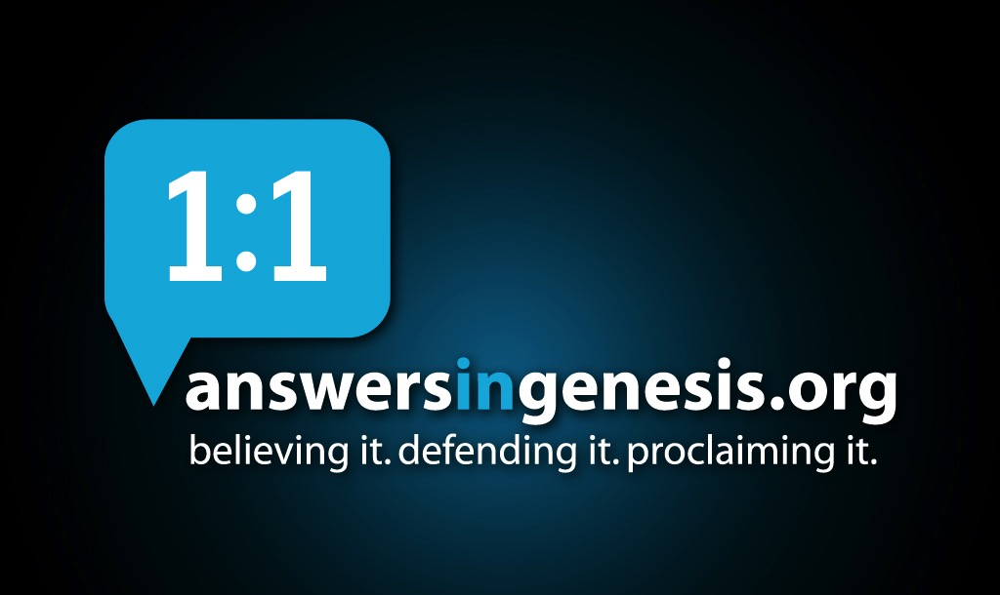 1:1
answersingenesis.org
believing it. defending it. proclaiming it.